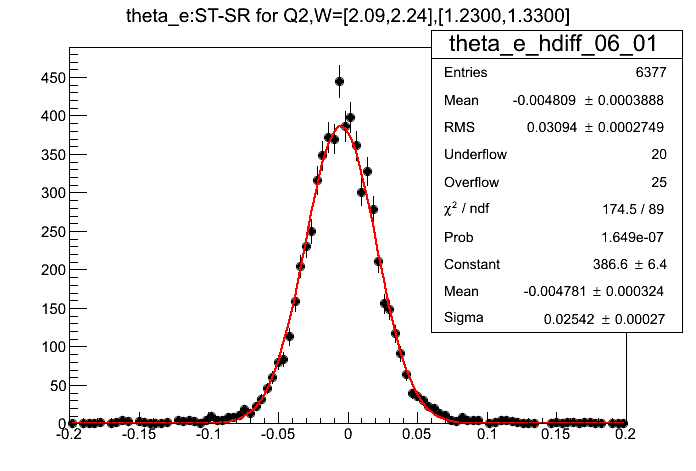 theta_e:ST-SR for Q2,W=[2.09,2.24],[1.2300,1.3300]
theta_e_hdiff_06_01
Entries 6377
Mean -0.004809 ± 0.0003888
RMS 0.03094 ± 0.0002749
Underflow 20
Overflow 25
χ² / ndf 174.5 / 89
Prob 1.649e-07
Constant 386.6 ± 6.4
Mean -0.004781 ± 0.000324
Sigma 0.02542 ± 0.00027
450
400
350
300
250
200
150
100
50
0
-0.2 -0.15 -0.1 -0.05 0 0.05 0.1 0.15 0.2